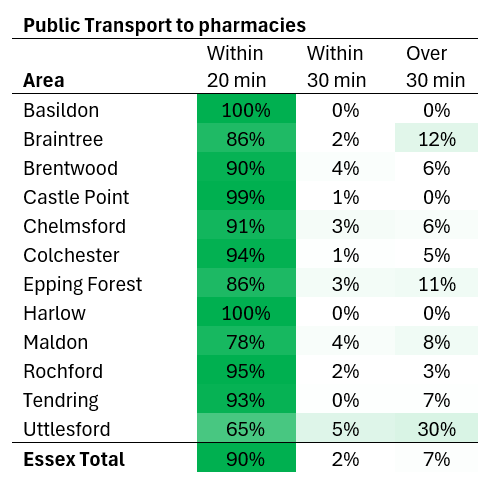 Public Transport to pharmacies
Within Within Over
Area 20 min 30 min 30 min
Basildon 100% 0% 0%
Braintree 86% 2% 12%
Brentwood 90% 4% 6%
Castle Point 99% 1% 0%
Chelmsford 91% 3% 6%
Colchester 94% 1% 5%
Epping Forest 86% 3% 11%
Harlow 100% 0% 0%
Maldon 78% 4% 8%
Rochford 95% 2% 3%
Tendring 93% 0% 7%
Uttlesford 65% 5% 30%
Essex Total 90% 2% 7%